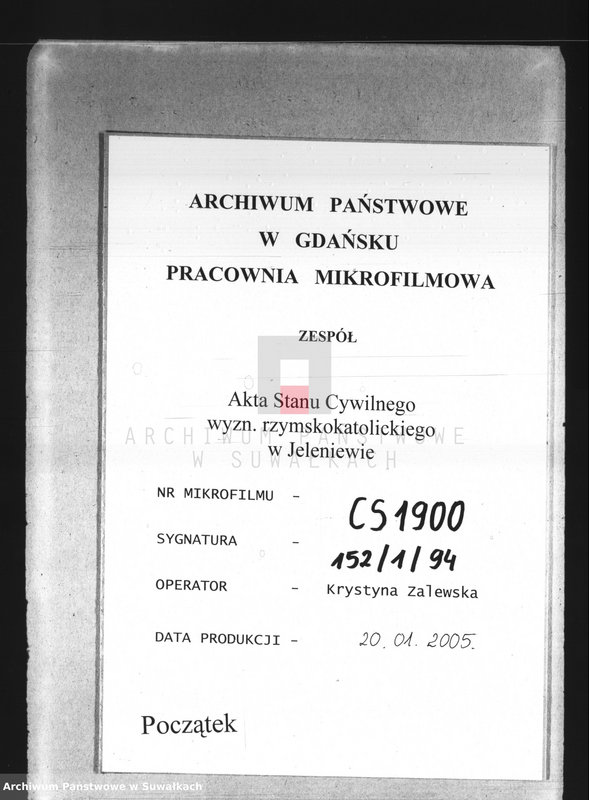 ARCHIWUM PAŃSTWOWE
W GDAŃSKU
PRACOWNIA MIKROFILMOWA
ZESPÓŁ
Akta Stanu Cywilnego
wyzn. rzymskokatolickiego
ARCHIWUM PAŃSTWOWE
w Jeleniewie
W SUWAŁKACH
NR MIKROFILMU – CS1900
SYGNATURA – 152/1/94
OPERATOR – Krystyna Zalewska
DATA PRODUKCJI – 20.01.2005.
Początek
Archiwum Państwowe w Suwałkach